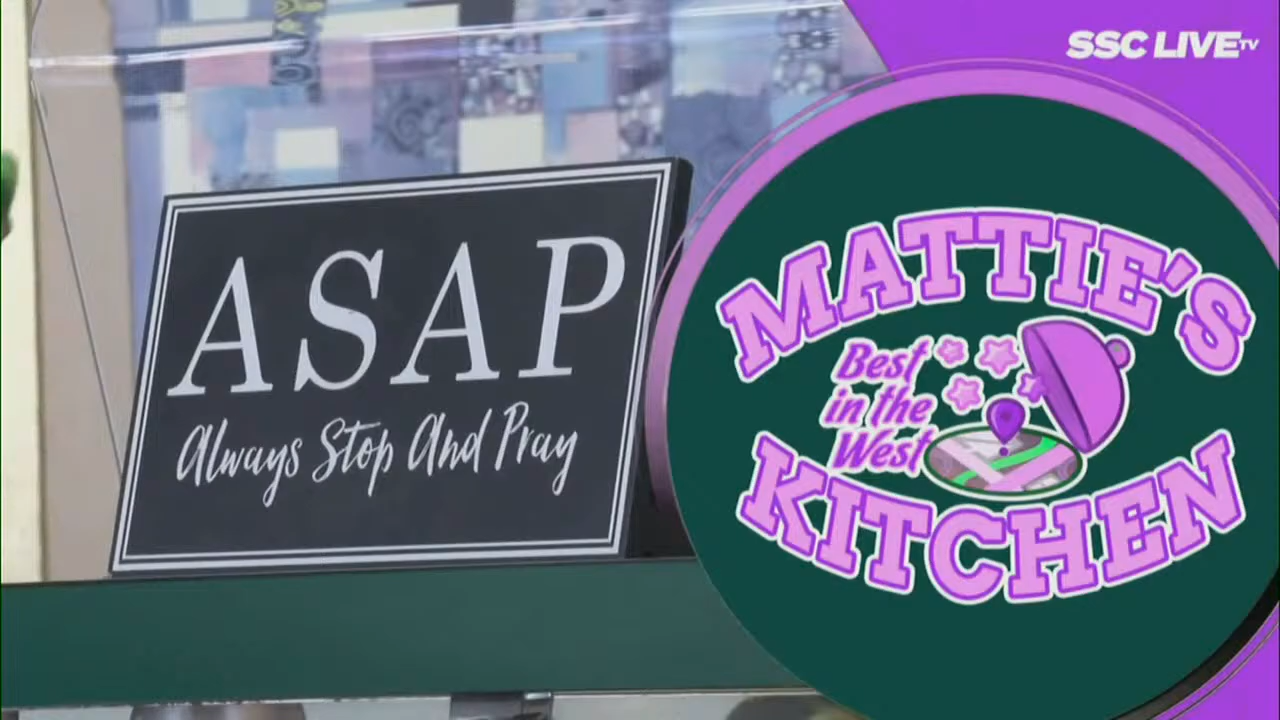 SSC LIVE TV
ASAP
Always Stop And Pray
MATTIE'S
Best
in the
West
KITCHEN